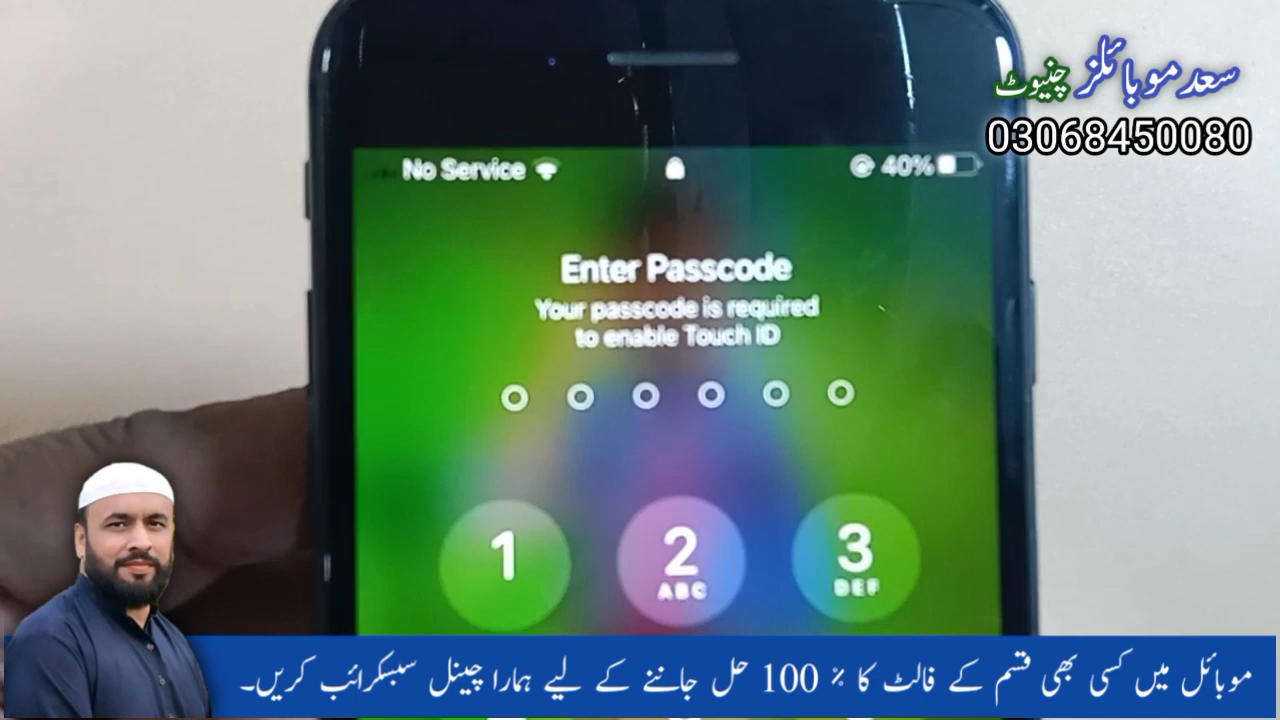 سعد موبائلز چنیوٹ
03068450080
No Service 40%
Enter Passcode
Your passcode is required
to enable Touch ID
1 2 3
ABC DEF
موبائل میں کسی بھی قسم کے فالٹ کا % 100 حل جاننے کے لیے ہمارا چینل سبسکرائب کریں۔